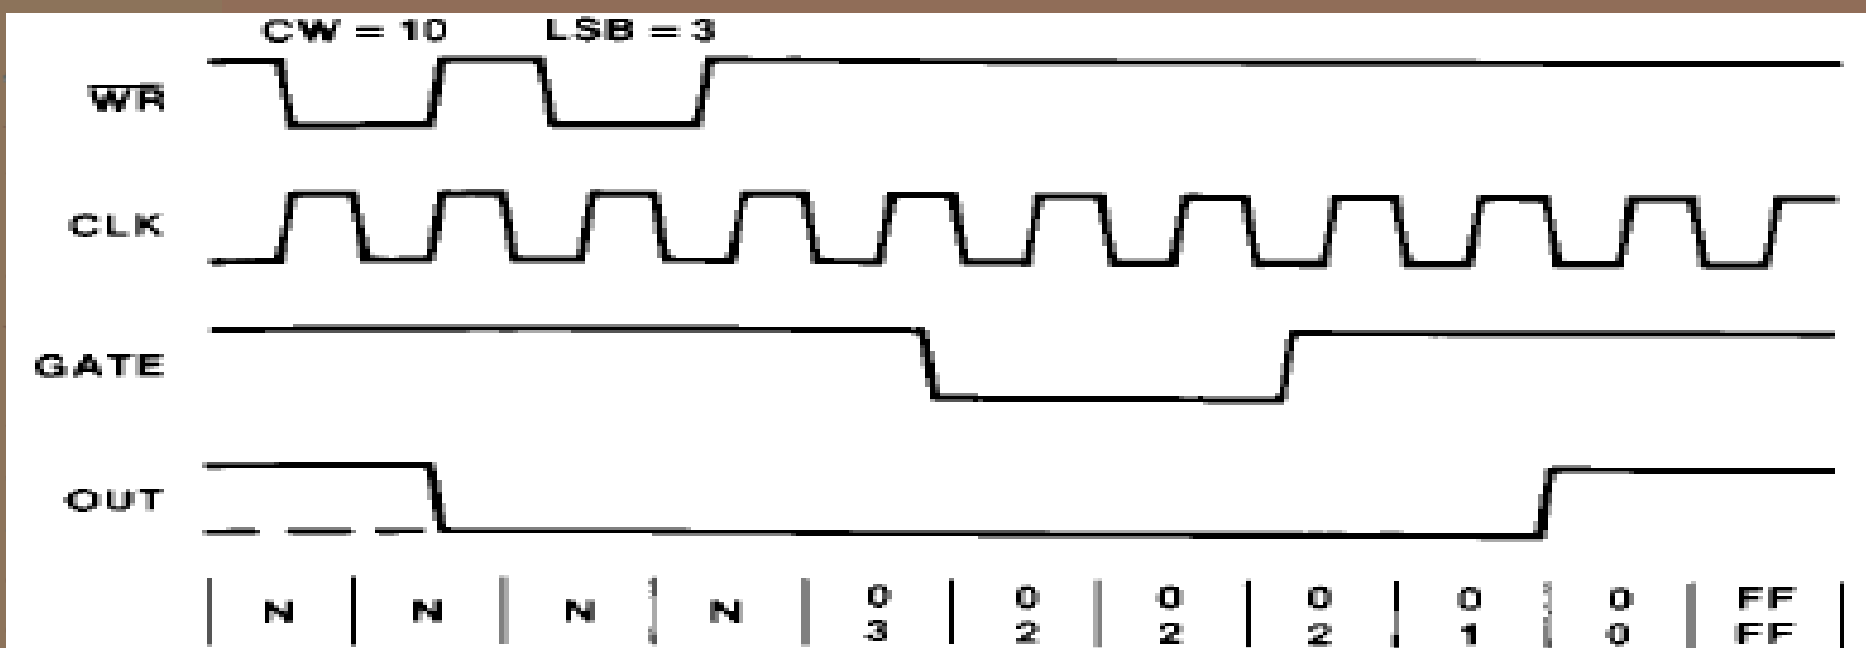 CW = 10 LSB = 3
WR
CLK
GATE
OUT
N N N N 0 0 0 0 0 0 FF
3 2 2 2 1 0 FF